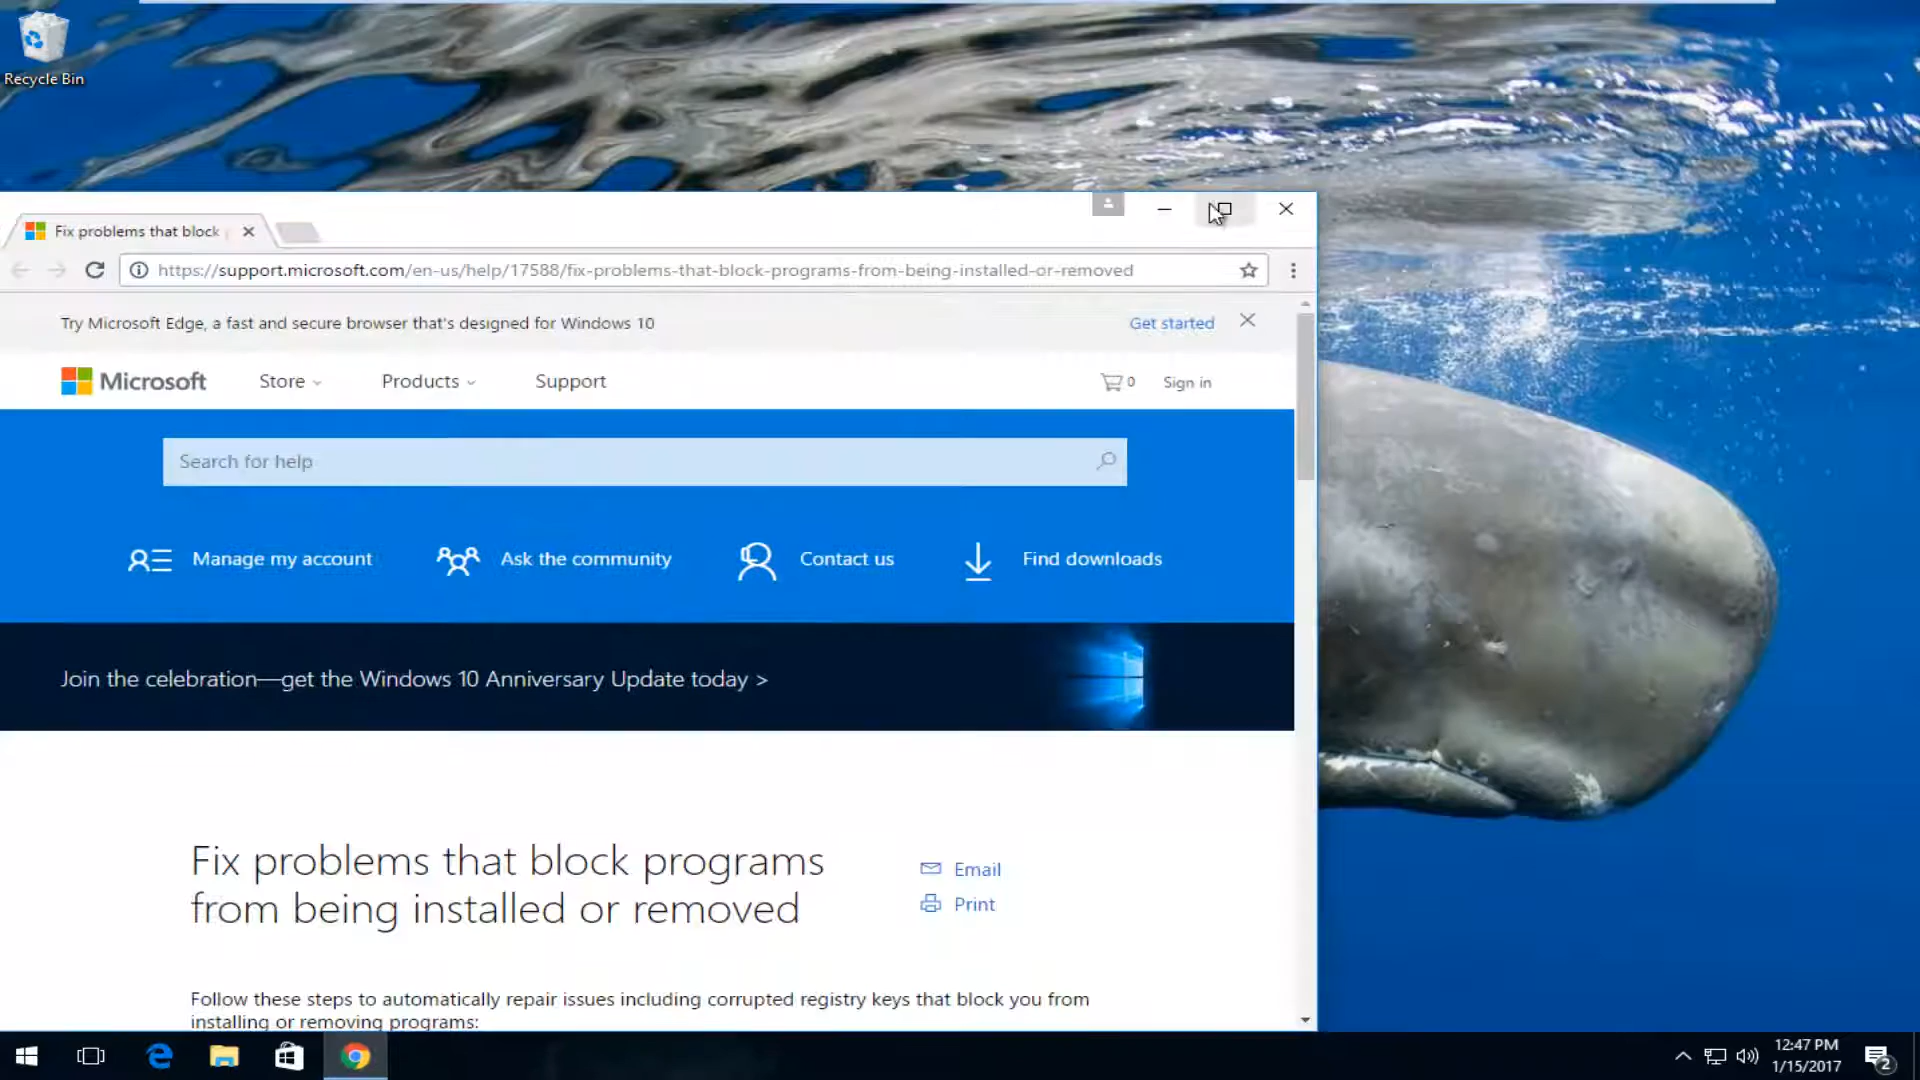 Recycle Bin
Fix problems that block
https://support.microsoft.com/en-us/help/17588/fix-problems-that-block-programs-from-being-installed-or-removed
Try Microsoft Edge, a fast and secure browser that's designed for Windows 10
Get started
Microsoft
Store
Products
Support
0
Sign in
Search for help
Manage my account
Ask the community
Contact us
Find downloads
Join the celebration—get the Windows 10 Anniversary Update today >
Fix problems that block programs
from being installed or removed
Email
Print
Follow these steps to automatically repair issues including corrupted registry keys that block you from
installing or removing programs:
12:47 PM
1/15/2017
2